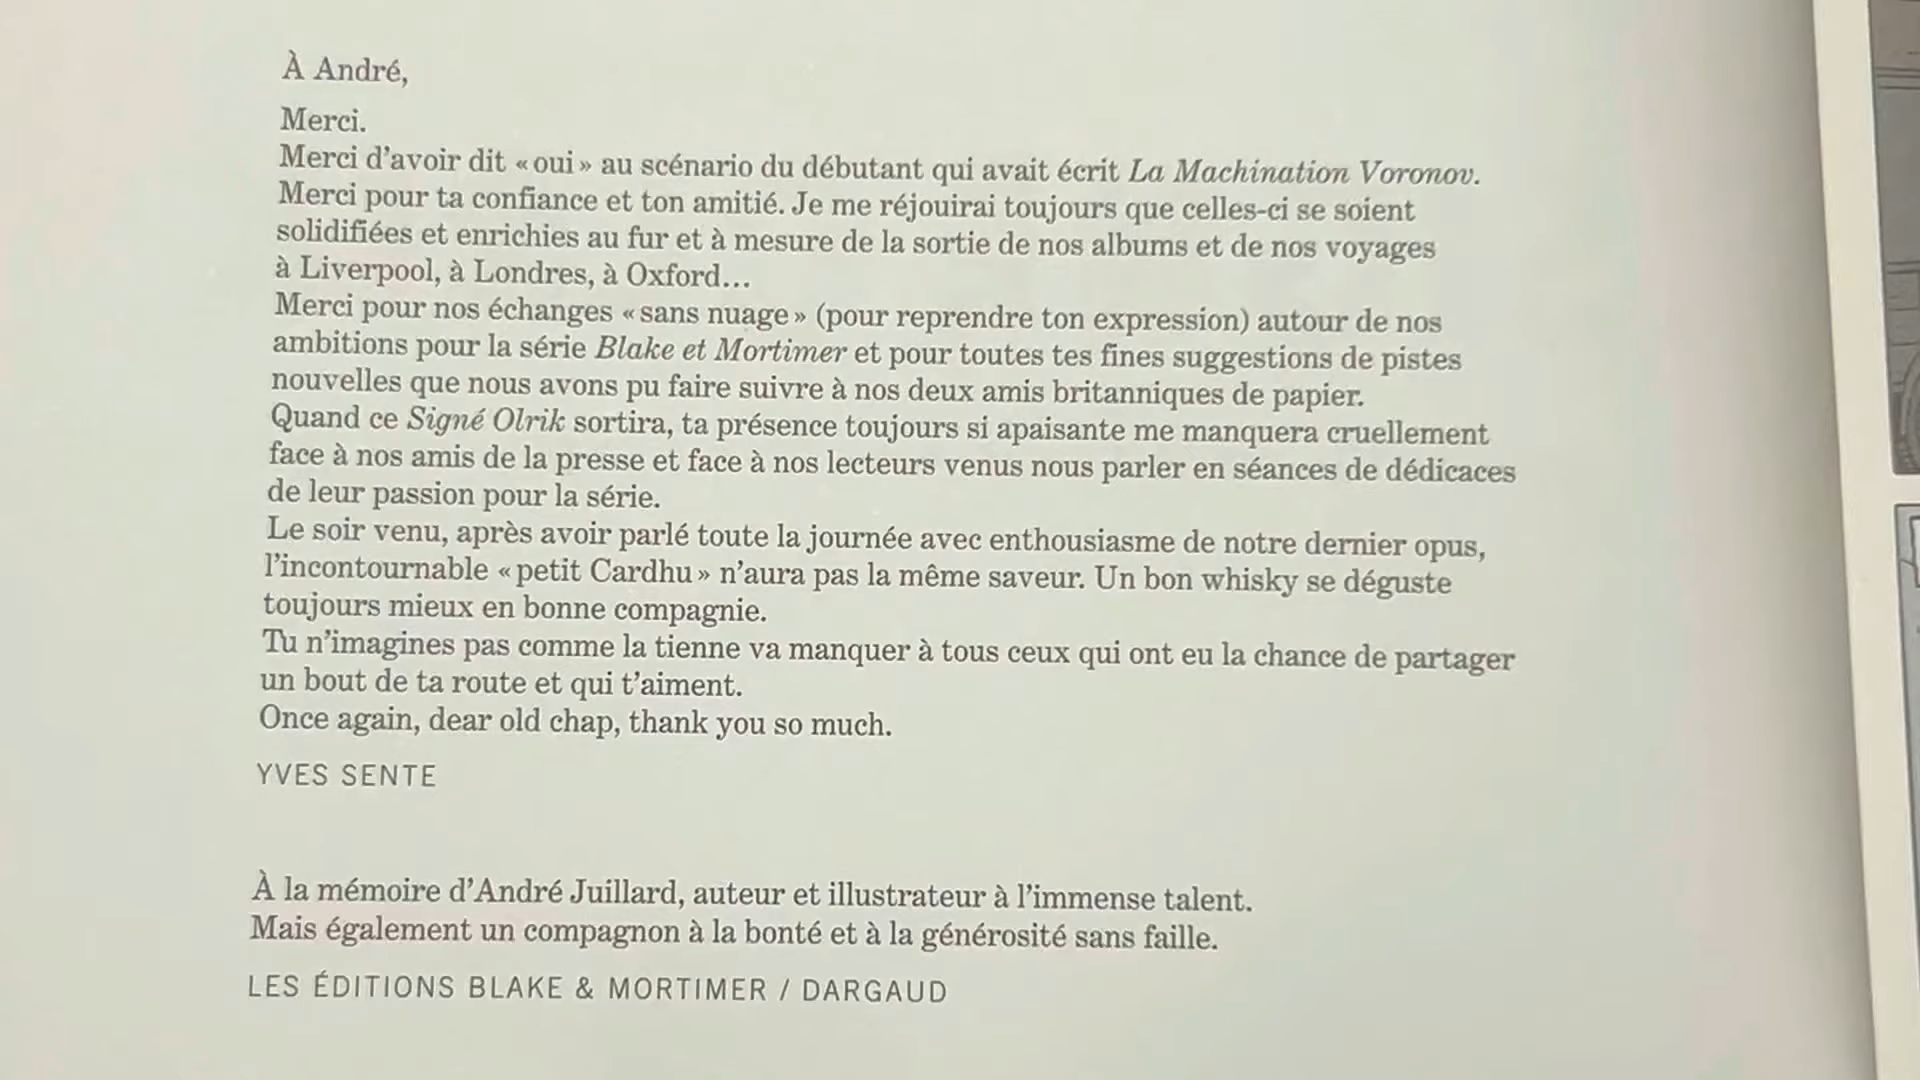 À André,
Merci.
Merci d’avoir dit « oui » au scénario du débutant qui avait écrit La Machination Voronov.
Merci pour ta confiance et ton amitié. Je me réjouirai toujours que celles-ci se soient
solidifiées et enrichies au fur et à mesure de la sortie de nos albums et de nos voyages
à Liverpool, à Londres, à Oxford…
Merci pour nos échanges « sans nuage » (pour reprendre ton expression) autour de nos
ambitions pour la série Blake et Mortimer et pour toutes tes fines suggestions de pistes
nouvelles que nous avons pu faire suivre à nos deux amis britanniques de papier.
Quand ce Signé Olrik sortira, ta présence toujours si apaisante me manquera cruellement
face à nos amis de la presse et face à nos lecteurs venus nous parler en séances de dédicaces
de leur passion pour la série.
Le soir venu, après avoir parlé toute la journée avec enthousiasme de notre dernier opus,
l’incontournable « petit Cardhu » n’aura pas la même saveur. Un bon whisky se déguste
toujours mieux en bonne compagnie.
Tu n’imagines pas comme la tienne va manquer à tous ceux qui ont eu la chance de partager
un bout de ta route et qui t’aiment.
Once again, dear old chap, thank you so much.
YVES SENTE
À la mémoire d’André Juillard, auteur et illustrateur à l’immense talent.
Mais également un compagnon à la bonté et à la générosité sans faille.
LES ÉDITIONS BLAKE & MORTIMER / DARGAUD